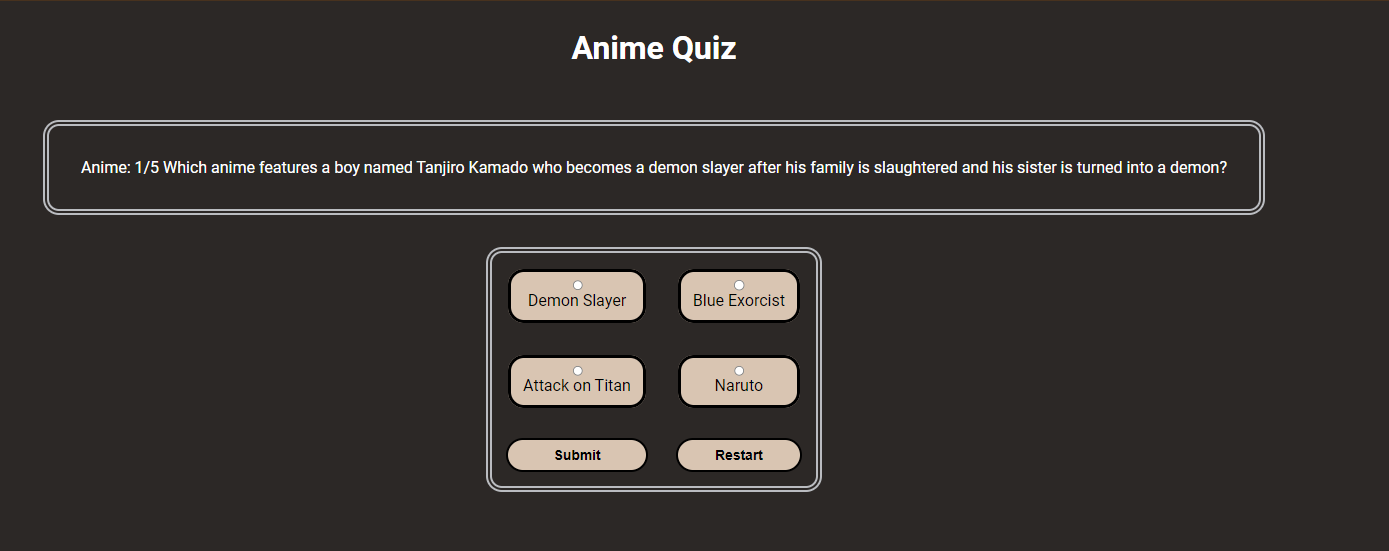 Anime Quiz
Anime: 1/5 Which anime features a boy named Tanjiro Kamado who becomes a demon slayer after his family is slaughtered and his sister is turned into a demon?
Demon Slayer
Blue Exorcist
Attack on Titan
Naruto
Submit
Restart